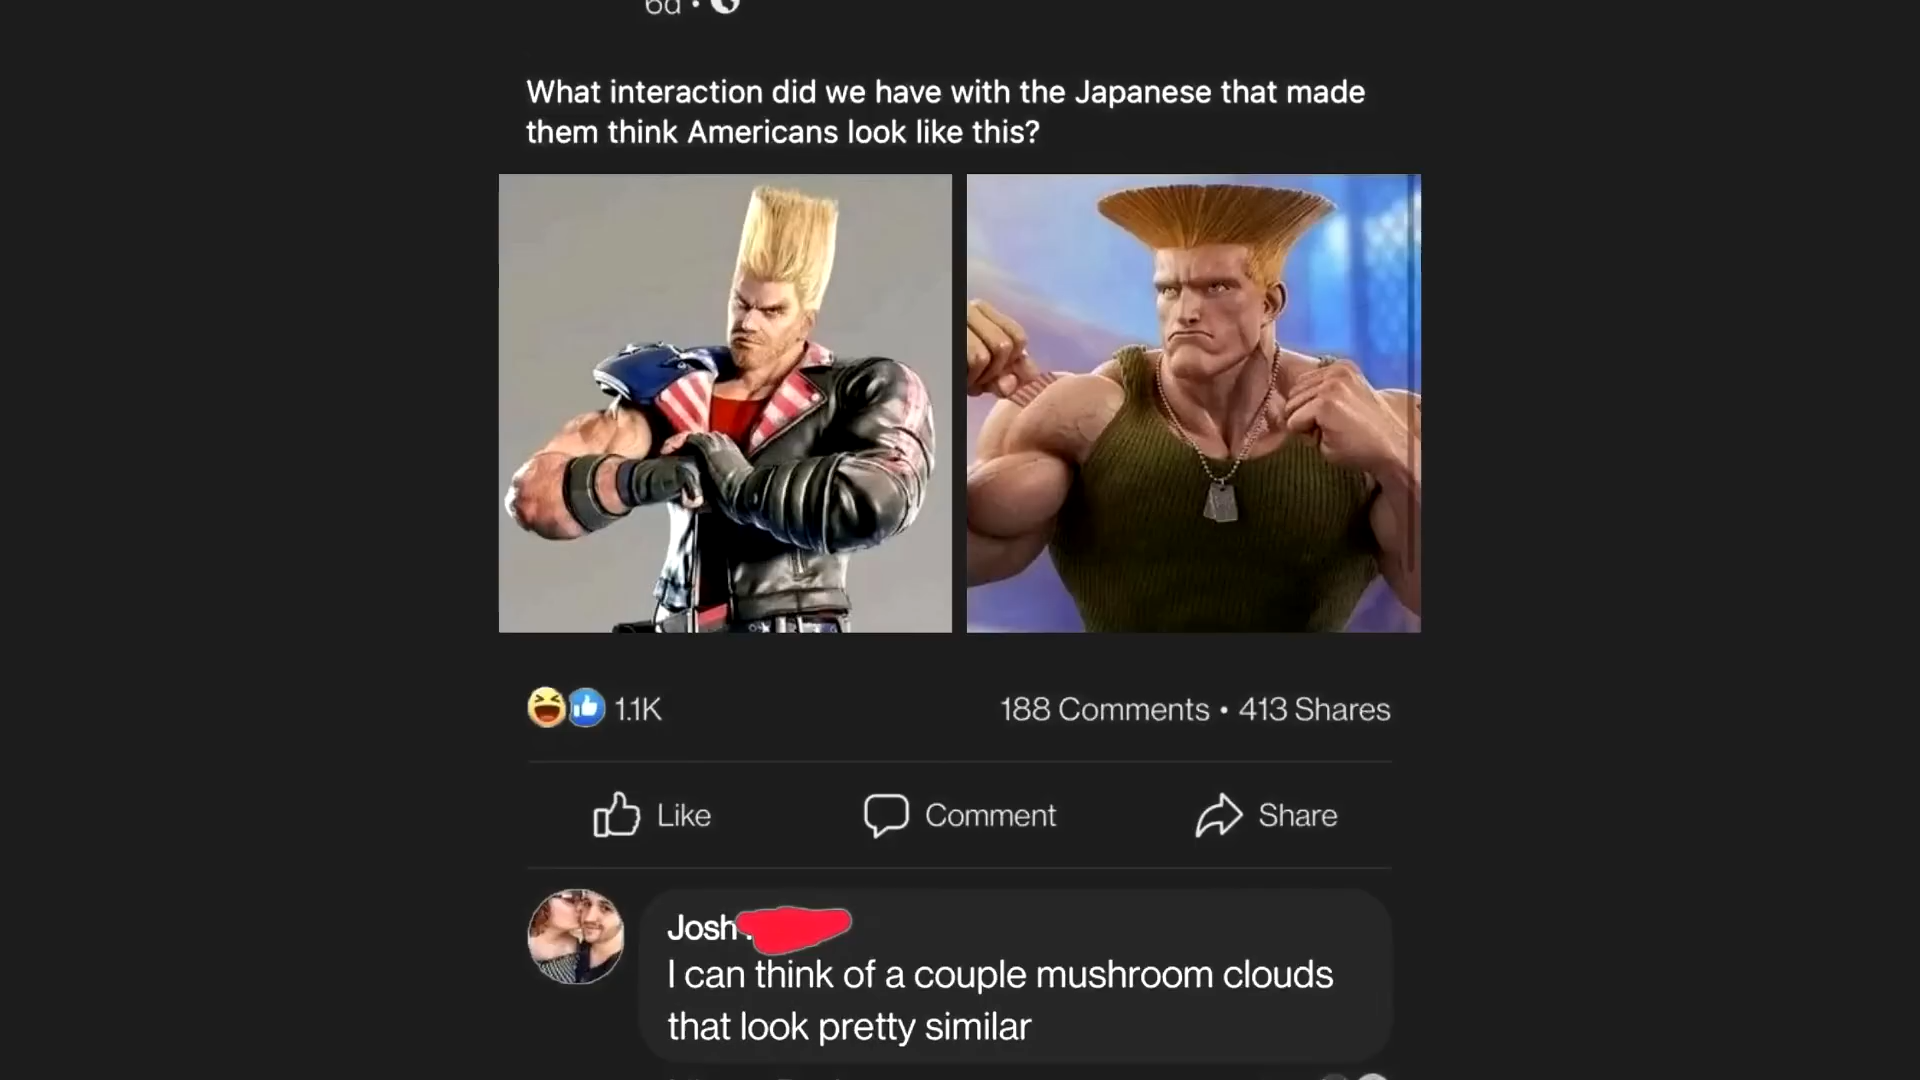 6d •
What interaction did we have with the Japanese that made
them think Americans look like this?
1.1K
188 Comments • 413 Shares
Like
Comment
Share
Josh
I can think of a couple mushroom clouds
that look pretty similar